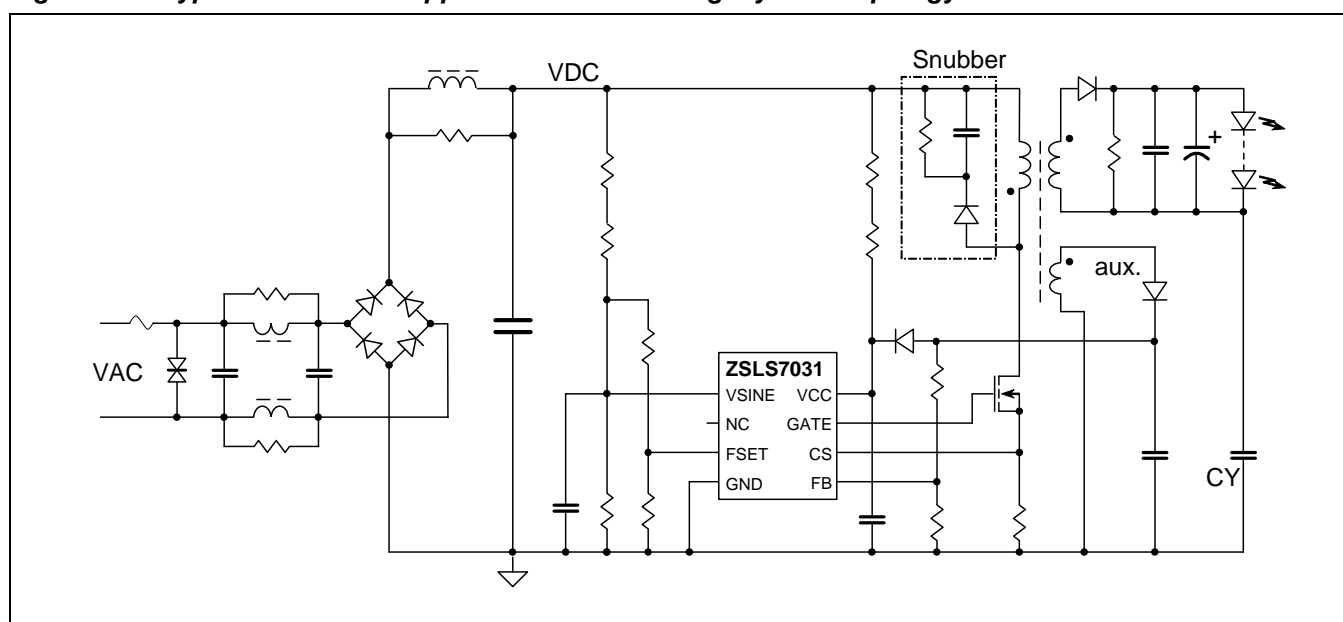 Snubber
VDC
+
aux.
VAC
ZSLS7031
VSINE VCC
NC GATE
FSET CS
GND FB
CY